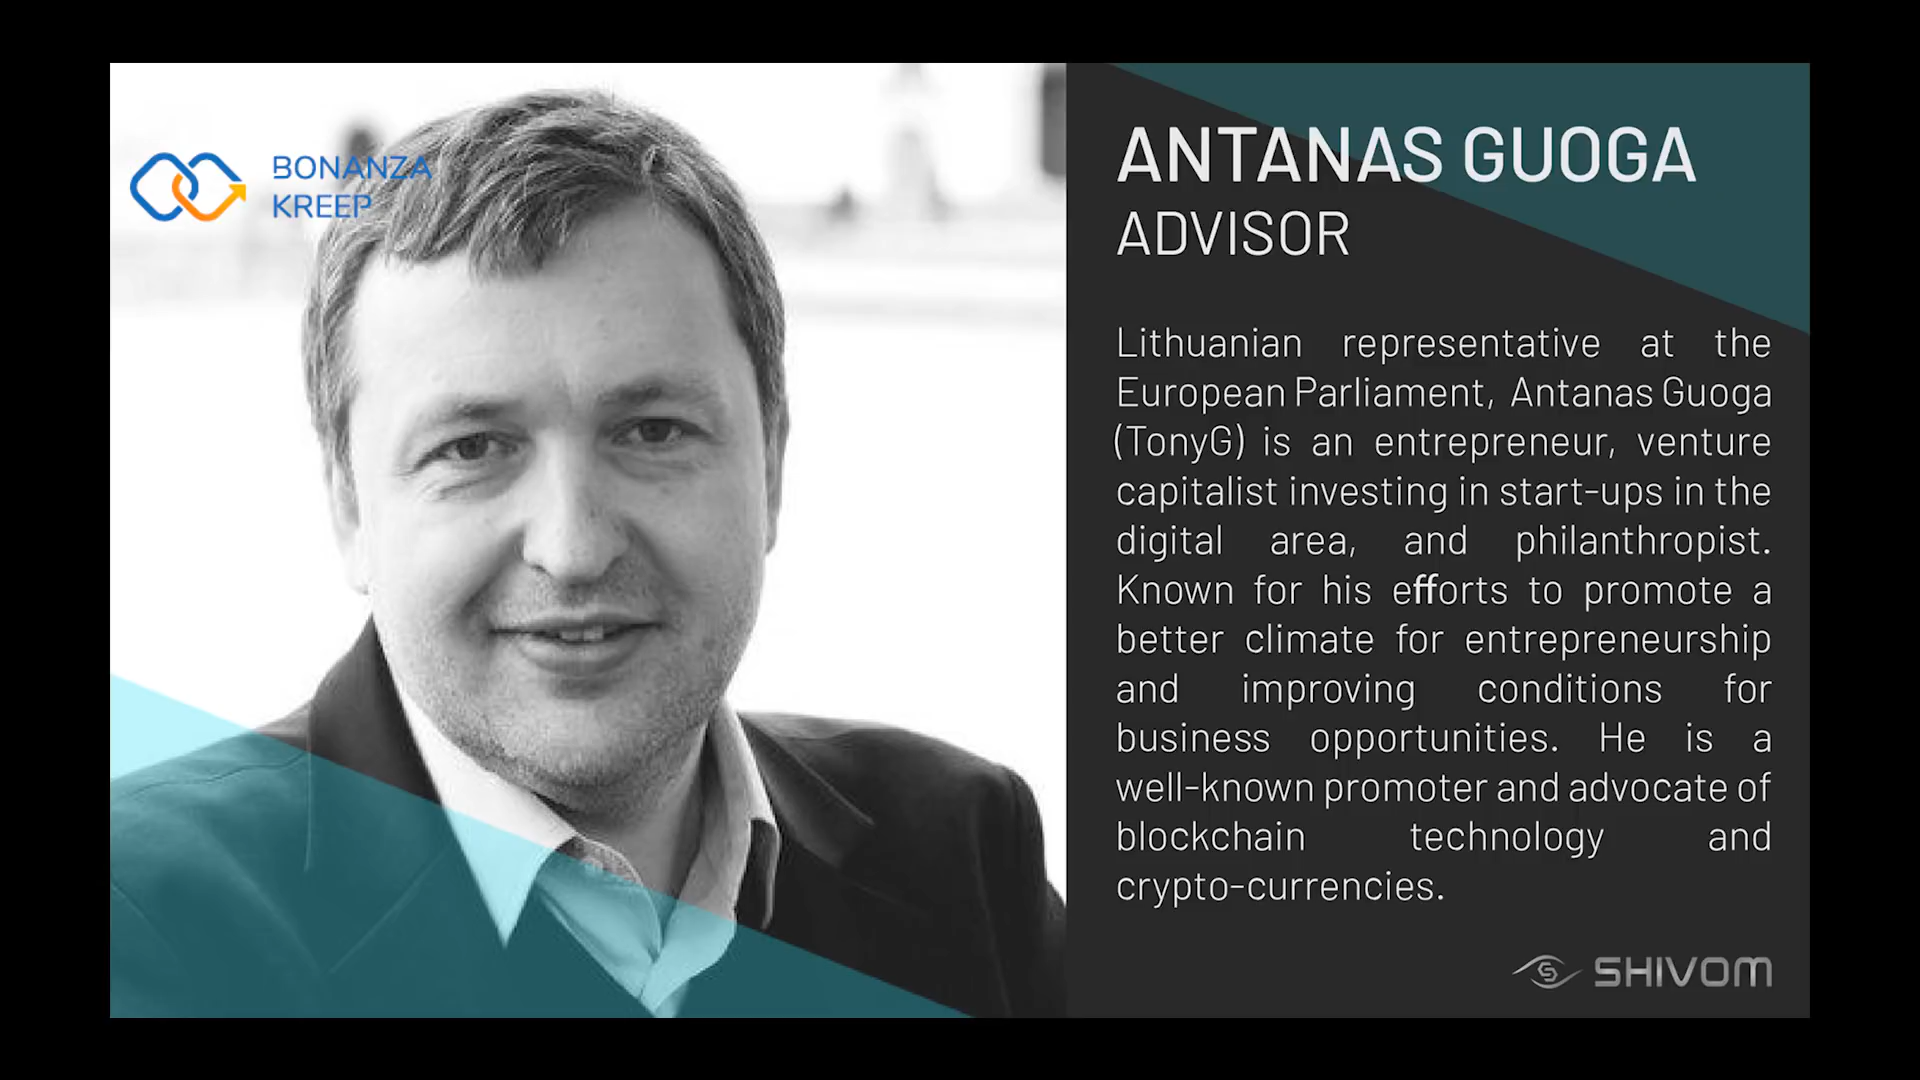 BONANZA
KREEP
ANTANAS GUOGA
ADVISOR
Lithuanian representative at the
European Parliament, Antanas Guoga
(TonyG) is an entrepreneur, venture
capitalist investing in start-ups in the
digital area, and philanthropist.
Known for his efforts to promote a
better climate for entrepreneurship
and improving conditions for
business opportunities. He is a
well-known promoter and advocate of
blockchain technology and
crypto-currencies.
SHIVOM